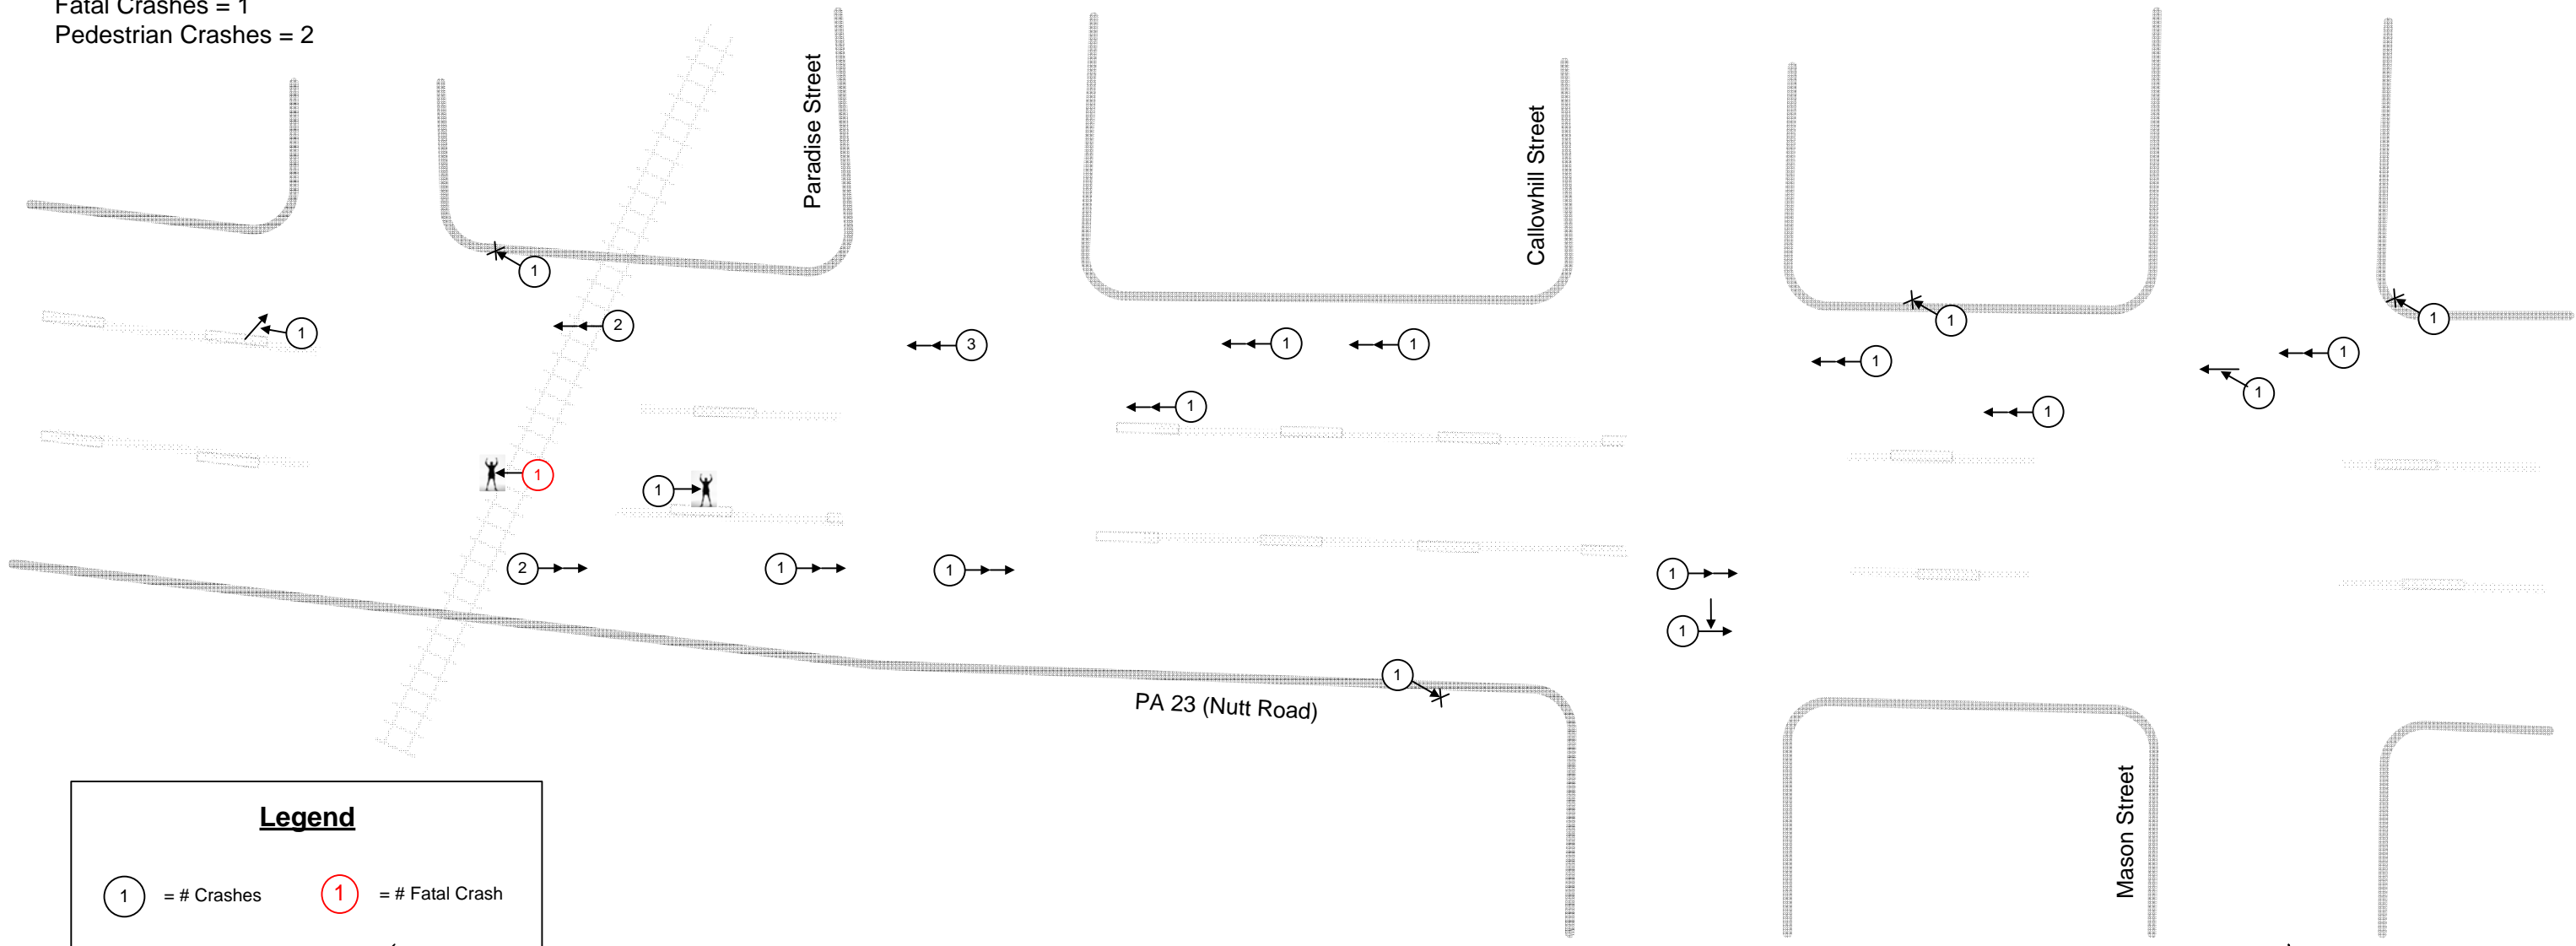 Fatal Crashes = 1
Pedestrian Crashes = 2
Paradise Street
Callowhill Street
1
1
2
3
1
1
1
1
1
1
1
1
1
1
1
2
1
1
1
1
1
PA 23 (Nutt Road)
Mason Street
Legend
1 = # Crashes
1 = # Fatal Crash